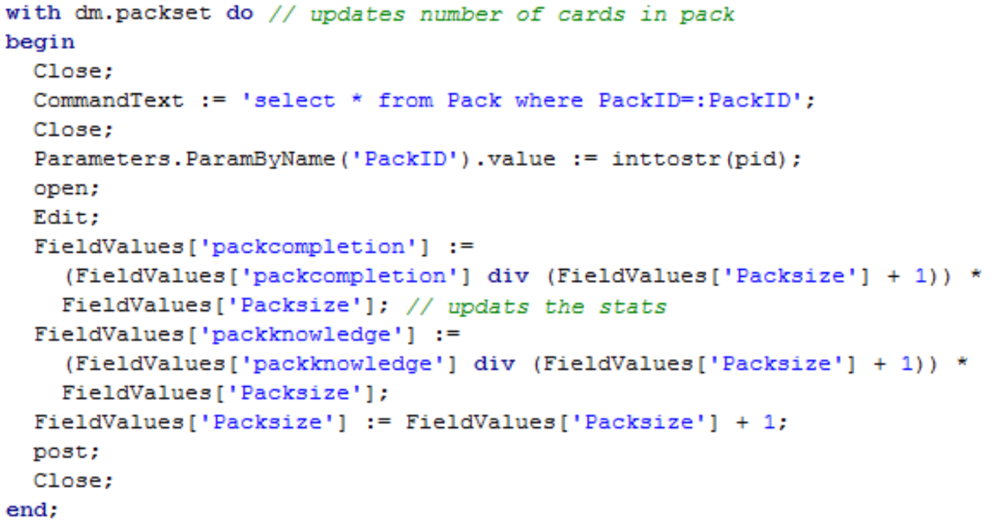 with dm.packset do // updates number of cards in pack
begin
  Close;
  CommandText := 'select * from Pack where PackID=:PackID';
  Close;
  Parameters.ParamByName('PackID').value := inttostr(pid);
  open;
  Edit;
  FieldValues['packcompletion'] :=
    (FieldValues['packcompletion'] div (FieldValues['Packsize'] + 1)) *
    FieldValues['Packsize']; // updats the stats
  FieldValues['packknowledge'] :=
    (FieldValues['packknowledge'] div (FieldValues['Packsize'] + 1)) *
    FieldValues['Packsize'];
  FieldValues['Packsize'] := FieldValues['Packsize'] + 1;
  post;
  Close;
end;